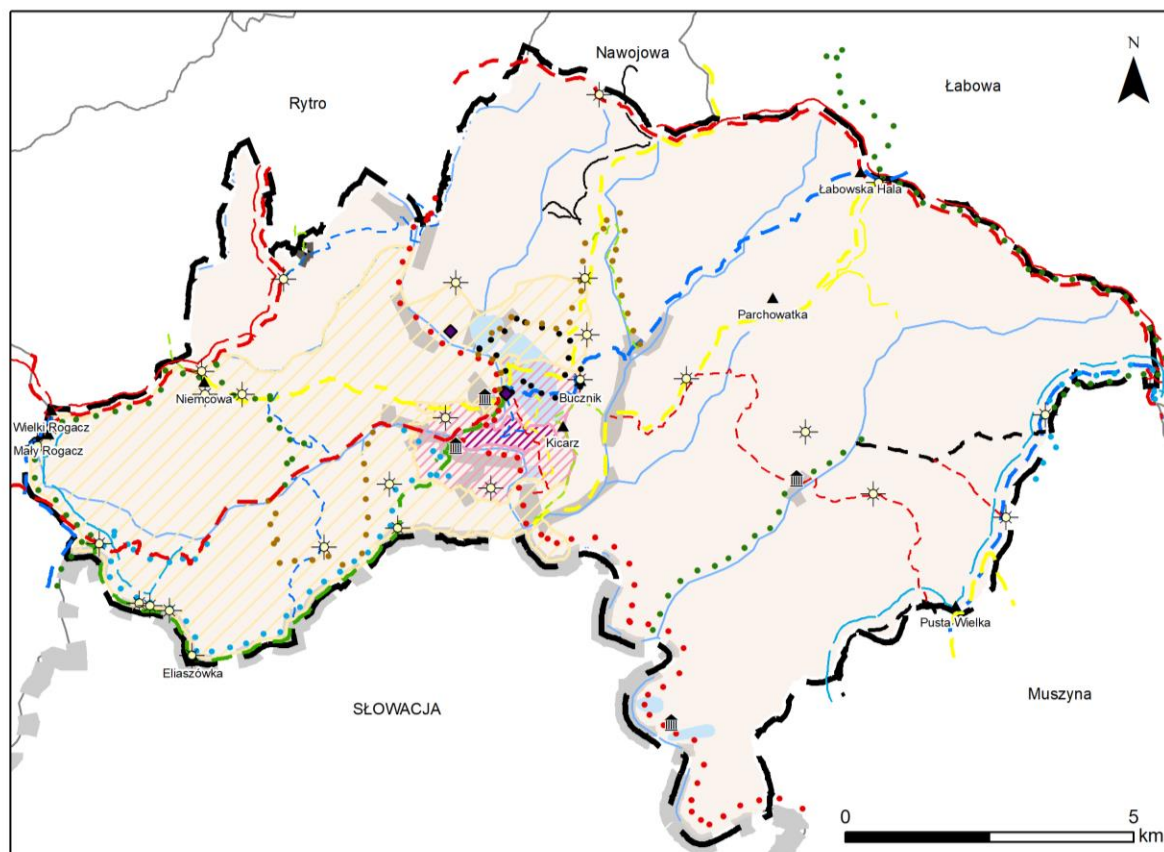 Nawojowa
N
Rytro
Łabowa
Łabowska Hala
Parchowatka
Niemcowa
Bucznik
Wielki Rogacz
Mały Rogacz
Kicarz
Pusta Wielka
Eliaszówka
SŁOWACJA
Muszyna
0 5
km